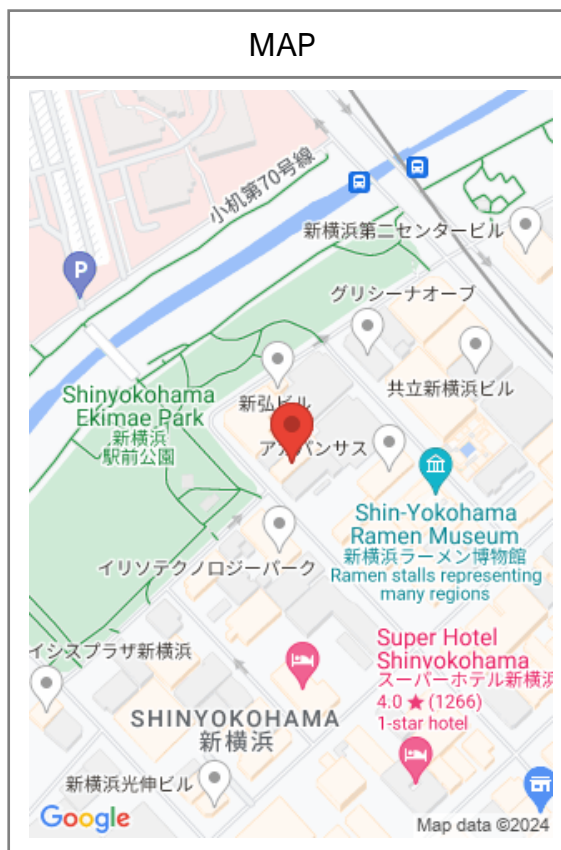 MAP
小机第70号線
新横浜第二センタービル
グリシーナオーブ
共立新横浜ビル
Shinyokohama
Ekimae Park
新横浜
駅前公園
新弘ビル
パンサス
Shin-Yokohama
Ramen Museum
新横浜ラーメン博物館
Ramen stalls representing
many regions
イリソテクノロジーパーク
Super Hotel
Shinyokohama
スーパーホテル新横浜
4.0 ★ (1266)
1-star hotel
イシスプラザ新横浜
SHINYOKOHAMA
新横浜
新横浜光伸ビル
P
Google
Map data ©2024